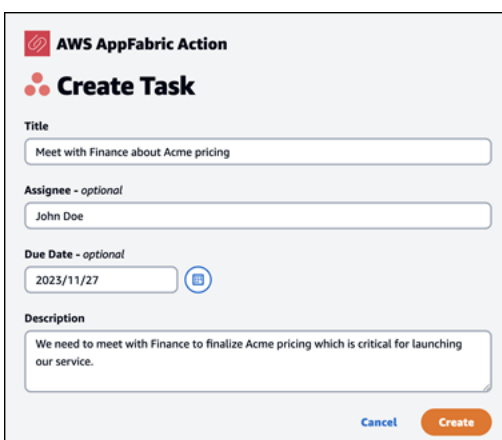 AWS AppFabric Action
Create Task
Title
Meet with Finance about Acme pricing
Assignee - optional
John Doe
Due Date - optional
2023/11/27
Description
We need to meet with Finance to finalize Acme pricing which is critical for launching
our service.
Cancel
Create